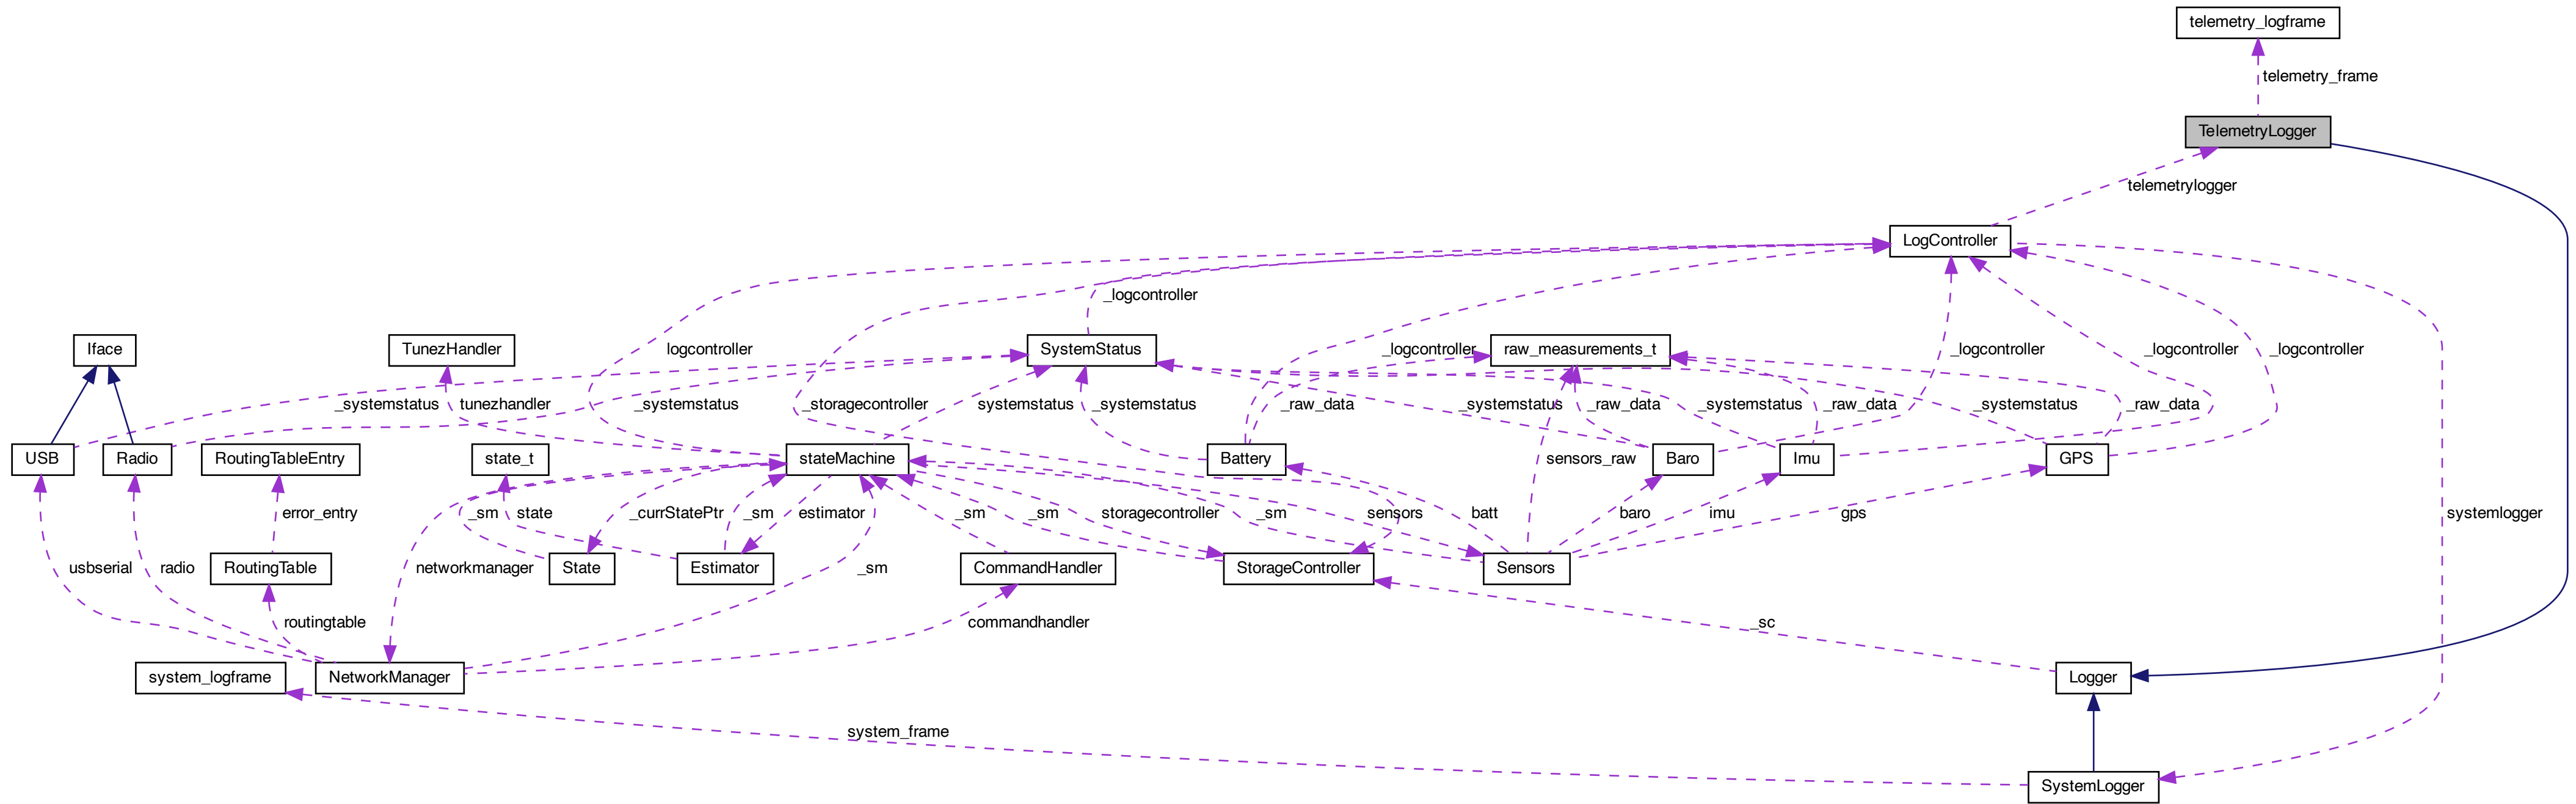 telemetry_logframe
telemetry_frame
TelemetryLogger
telemetrylogger
LogController
_logcontroller
Iface
TunezHandler
logcontroller
SystemStatus
_logcontroller
raw_measurements_t
_logcontroller
_logcontroller
_logcontroller
_systemstatus
tunezhandler
_systemstatus
_storagecontroller
systemstatus
_systemstatus
_raw_data
_systemstatus
_raw_data
_systemstatus
_raw_data
_systemstatus
_raw_data
USB
Radio
RoutingTableEntry
state_t
stateMachine
Battery
sensors_raw
Baro
Imu
GPS
error_entry
_sm
state
_currStatePtr
_sm
estimator
_sm
_sm
storagecontroller
_sm
sensors
batt
baro
imu
gps
systemlogger
usbserial
radio
RoutingTable
networkmanager
State
Estimator
_sm
CommandHandler
StorageController
Sensors
routingtable
commandhandler
_sc
system_logframe
NetworkManager
Logger
system_frame
SystemLogger